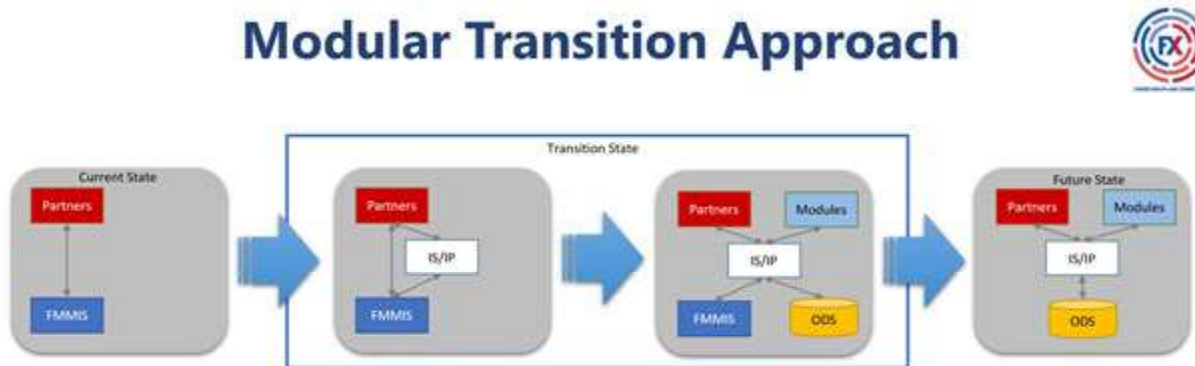 Modular Transition Approach
FX
Transition State
Current State
Partners
FMMIS
Partners
IS/IP
FMMIS
Partners
Modules
IS/IP
FMMIS
ODS
Future State
Partners
Modules
IS/IP
ODS